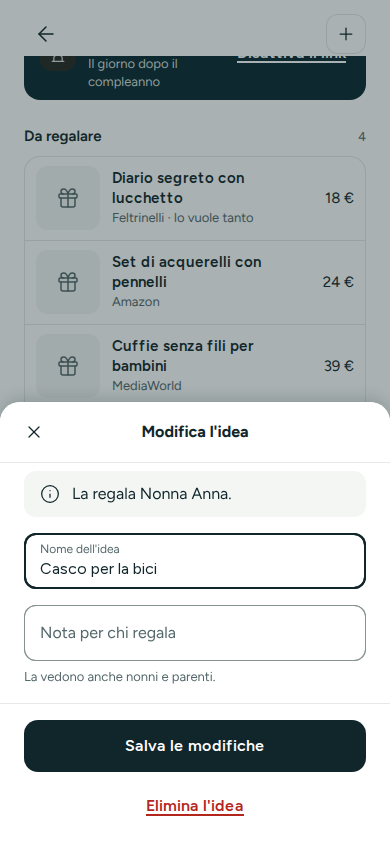 Il giorno dopo il
compleanno
Disattiva il link
Da regalare
4
Diario segreto con
lucchetto
Feltrinelli · lo vuole tanto
18 €
Set di acquerelli con
pennelli
Amazon
24 €
Cuffie senza fili per
bambini
MediaWorld
39 €
Modifica l'idea
La regala Nonna Anna.
Nome dell'idea
Casco per la bici
Nota per chi regala
La vedono anche nonni e parenti.
Salva le modifiche
Elimina l'idea